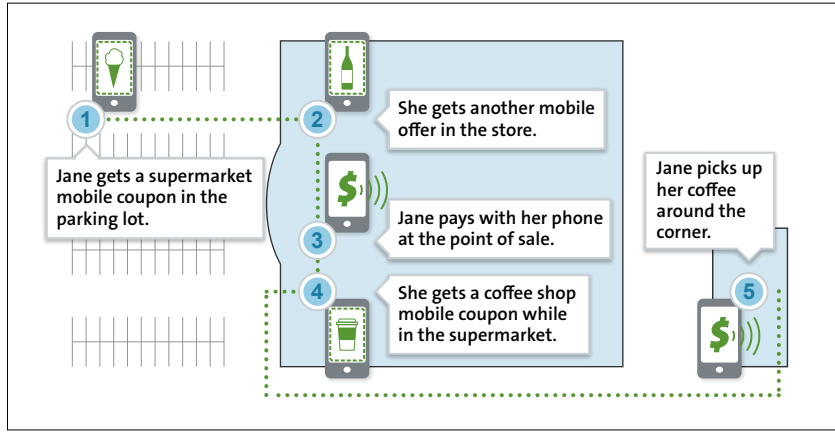 1
Jane gets a supermarket
mobile coupon in the
parking lot.
2
She gets another mobile
offer in the store.
$
3
Jane pays with her phone
at the point of sale.
4
She gets a coffee shop
mobile coupon while
in the supermarket.
Jane picks up
her coffee
around the
corner.
5
$